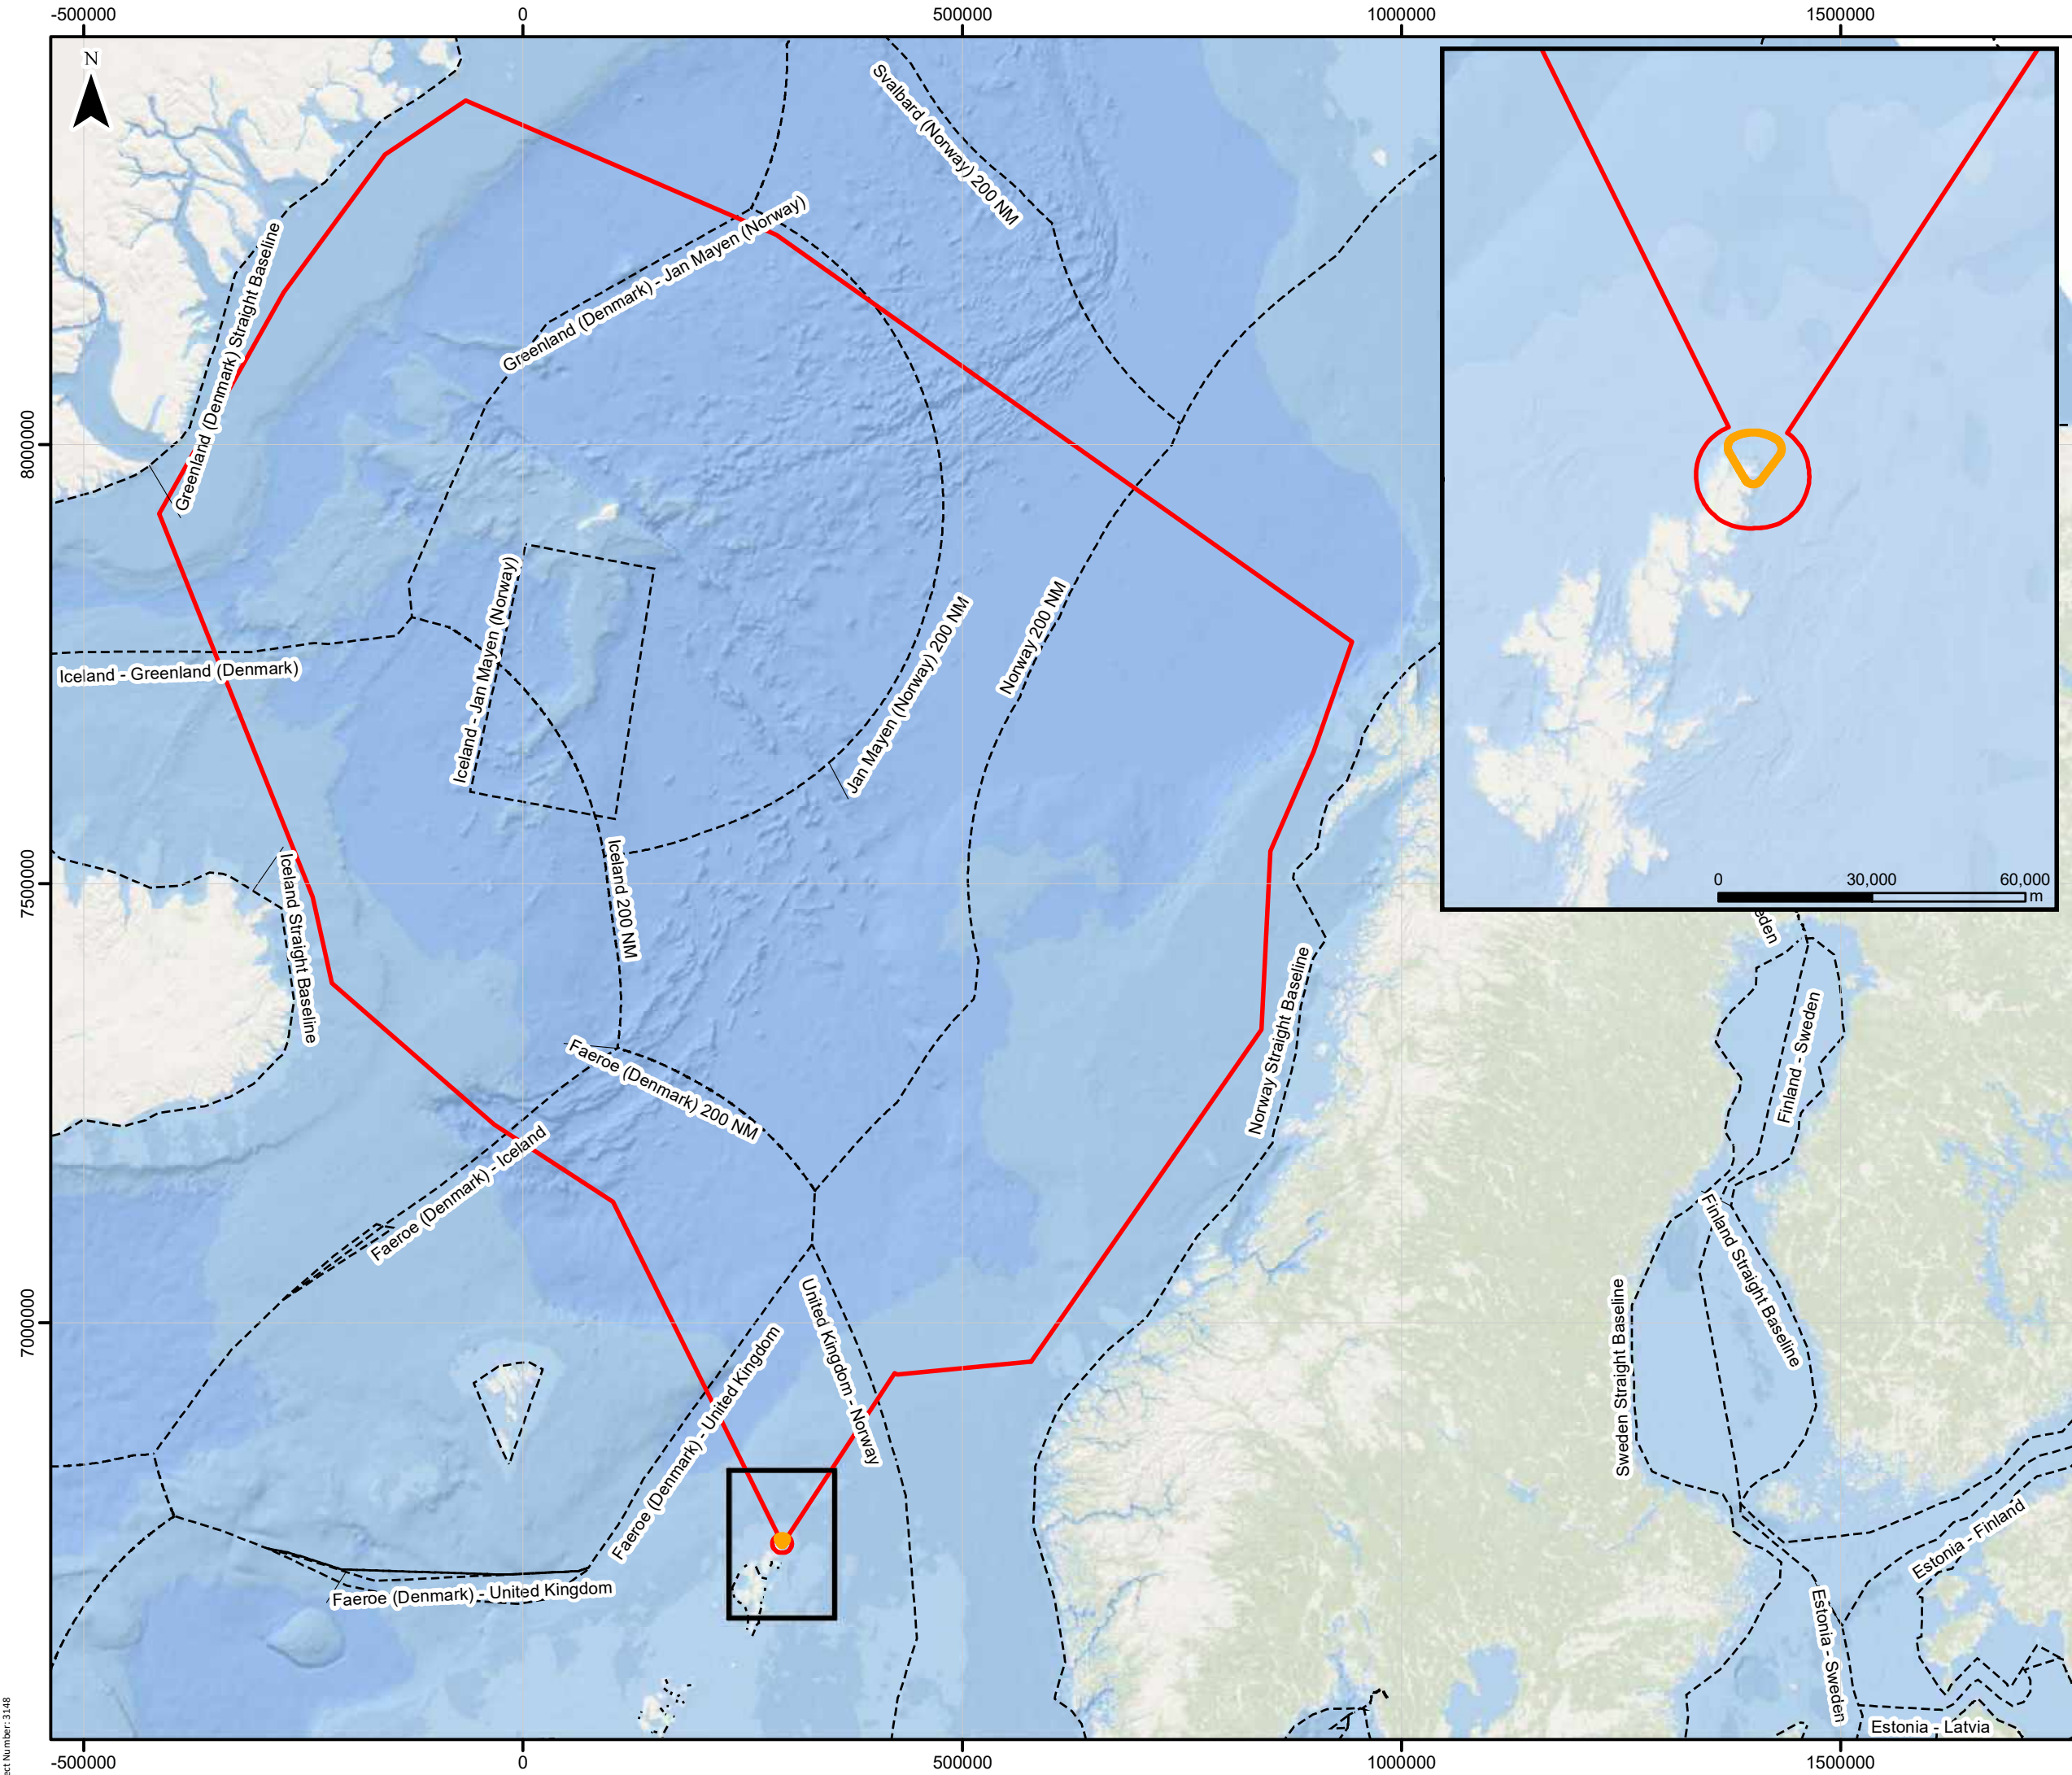 -500000
0
500000
1000000
1500000
N
Svalbard (Norway) 200 NM
Greenland (Denmark) - Jan Mayen (Norway)
Greenland (Denmark) Straight Baseline
8000000
Iceland - Jan Mayen (Norway)
Jan Mayen (Norway) 200 NM
Norway 200 NM
Iceland - Greenland (Denmark)
Iceland Straight Baseline
Iceland 200 NM
7500000
0
30,000
60,000
m
eden
Norway Straight Baseline
Finland - Sweden
Faeroe (Denmark) 200 NM
Faeroe (Denmark) - Iceland
Finland Straight Baseline
Sweden Straight Baseline
7000000
United Kingdom - Norway
Faeroe (Denmark) - United Kingdom
Faeroe (Denmark) - United Kingdom
Estonia - Finland
Estonia - Sweden
Estonia - Latvia
ect Number: 3148
-500000
0
500000
1000000
1500000